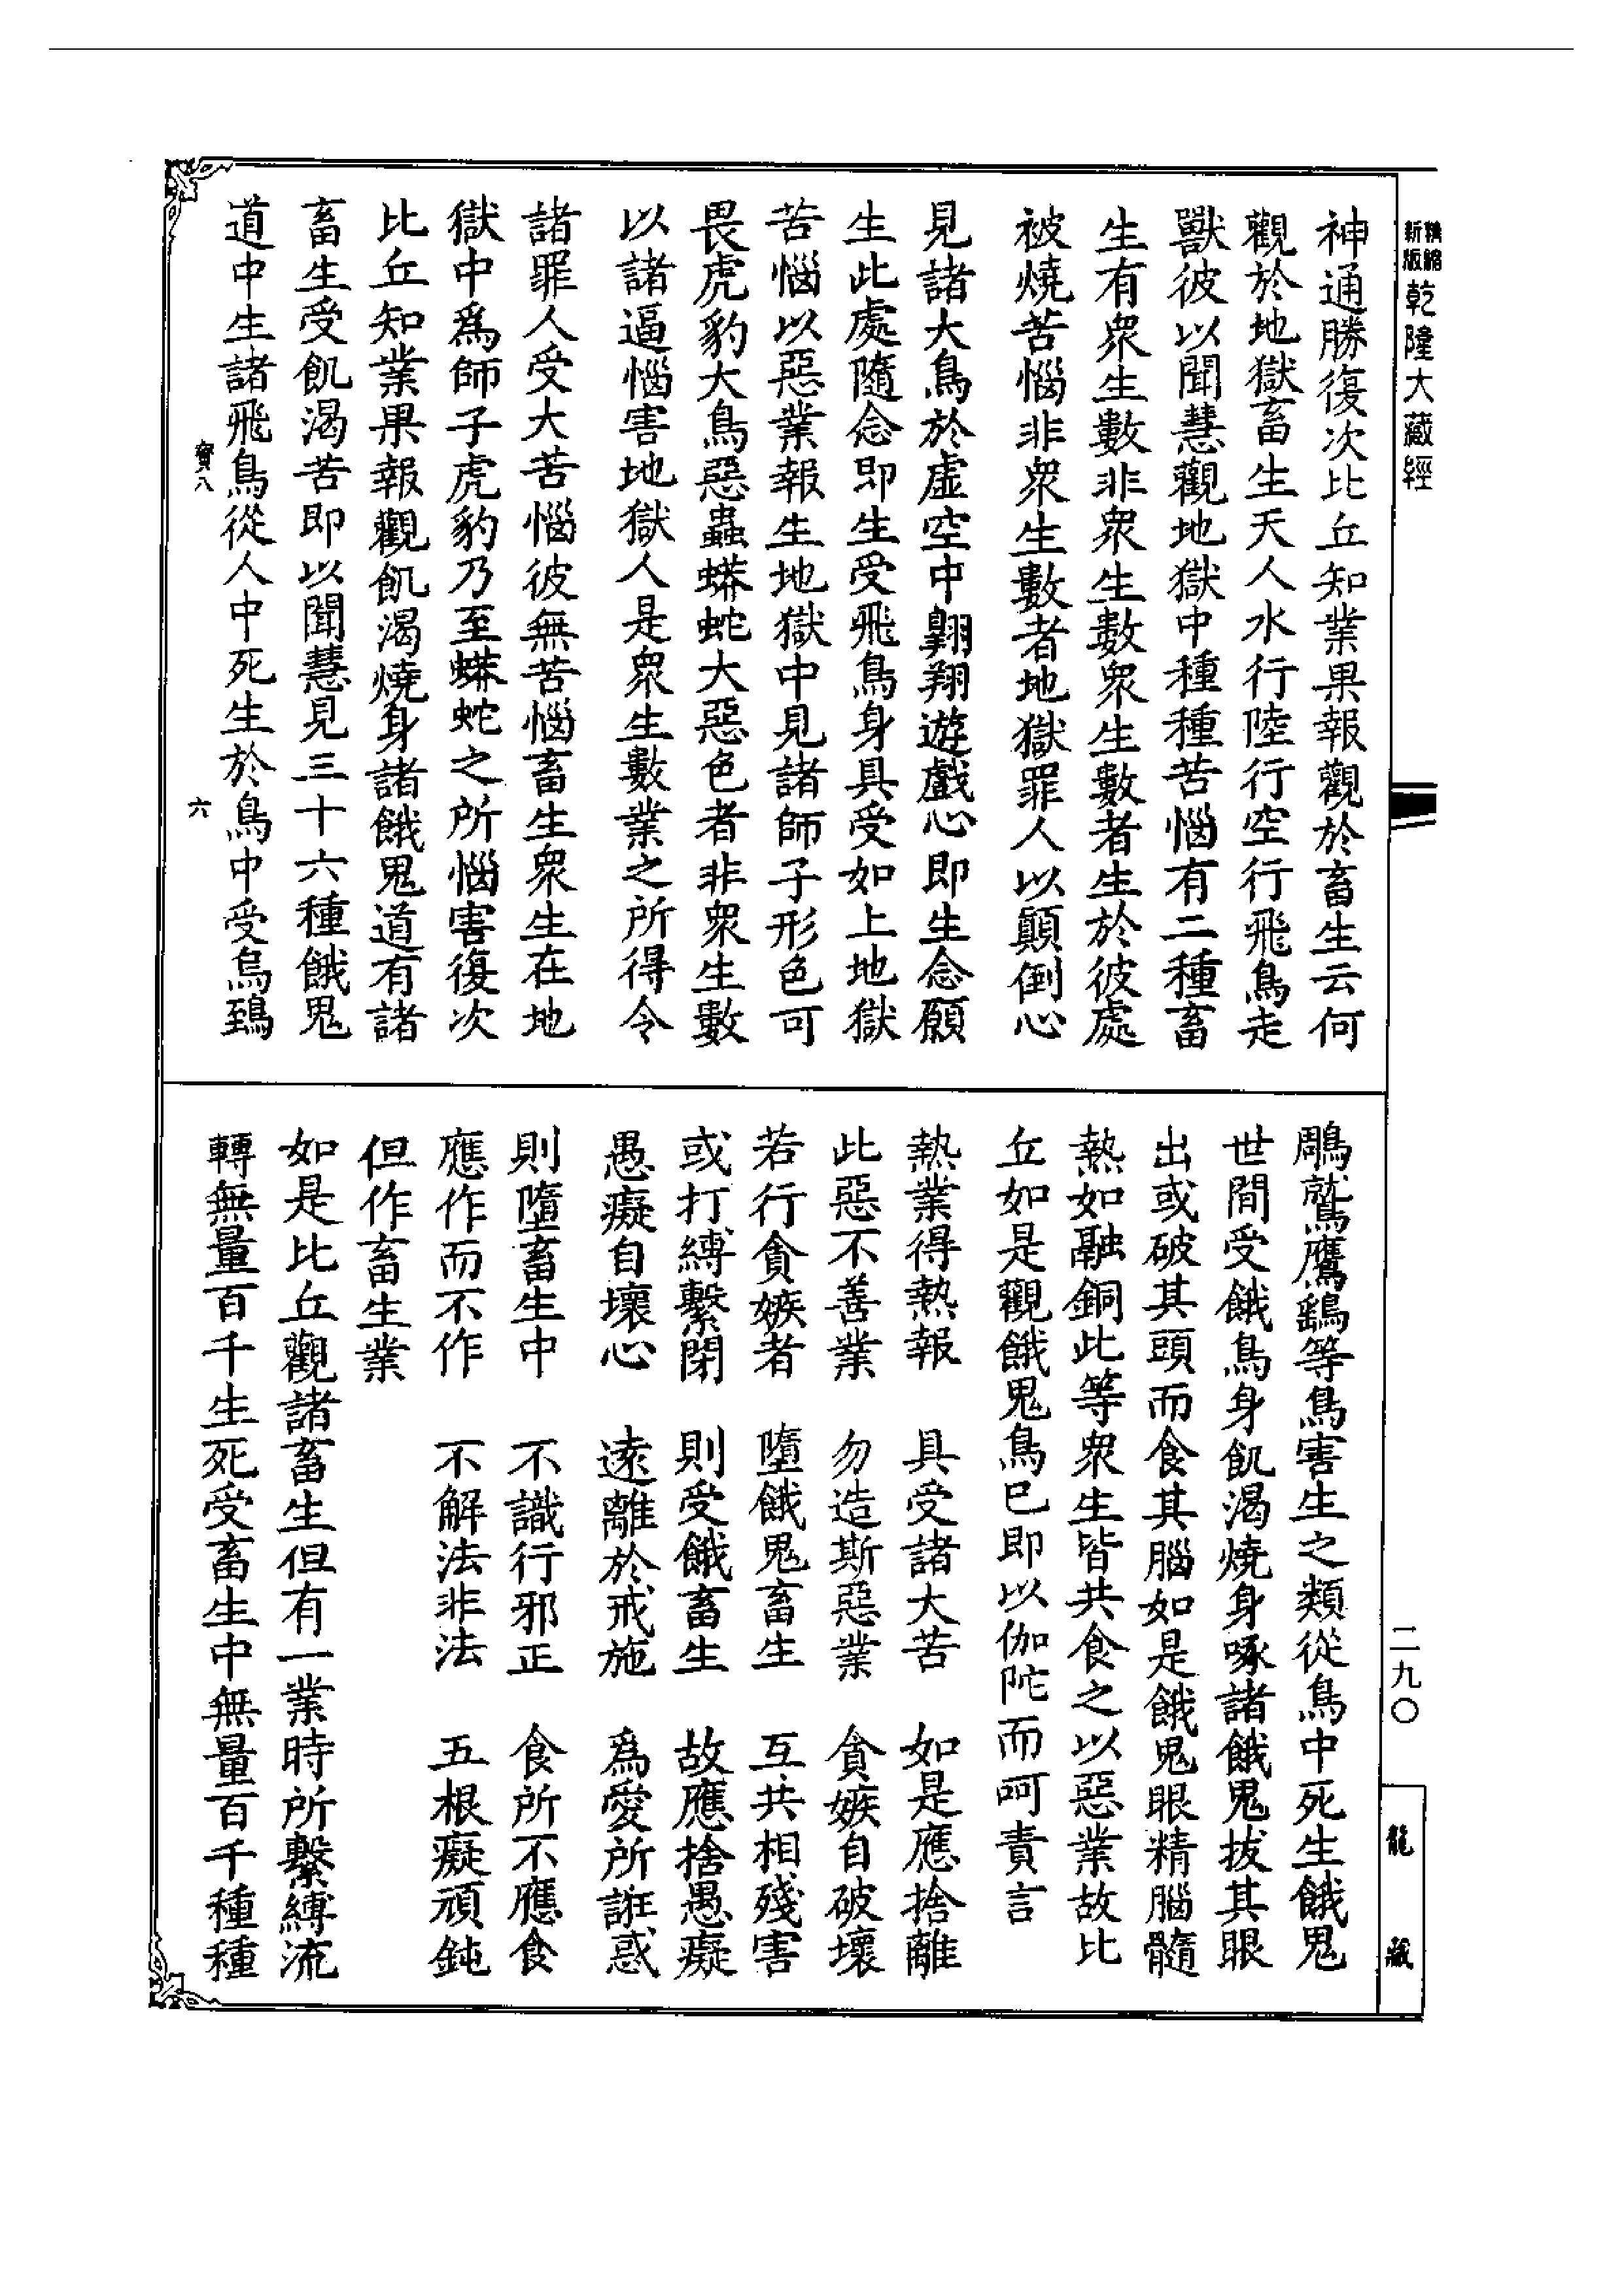 精縮新版乾隆大藏經
神通勝復次比丘知業果報觀於畜生云何
觀於地獄畜生天人水行陸行空行飛鳥走
獸彼以聞慧觀地獄中種種苦惱有二種畜
生有眾生數非眾生數眾生數者生於彼處
被燒苦惱非眾生數者地獄罪人以顛倒心
見諸大鳥於虛空中翱翔遊戲心即生念願
生此處隨念即生受飛鳥身具受如上地獄
苦惱以惡業報生地獄中見諸師子形色可
畏虎豹大鳥惡蟲蟒蛇大惡色者非眾生數
以諸逼惱害地獄人是眾生數業之所得令
諸罪人受大苦惱彼無苦惱畜生眾生在地
獄中為師子虎豹乃至蟒蛇之所惱害復次
比丘知業果報觀飢渴燒身諸餓鬼道有諸
畜生受飢渴苦即以聞慧見三十六種餓鬼
道中生諸飛鳥從人中死生於鳥中受烏鵄
寶八 六
鵰鷲鷹鷂等鳥害生之類從鳥中死生餓鬼
世間受餓鳥身飢渴燒身啄諸餓鬼拔其眼
出或破其頭而食其腦如是餓鬼眼精腦髓
熱如融銅此等眾生皆共食之以惡業故比
丘如是觀餓鬼鳥已即以伽陀而呵責言
熱業得熱報 具受諸大苦 如是應捨離
此惡不善業 勿造斯惡業 貪嫉自破壞
若行貪嫉者 墮餓鬼畜生 互共相殘害
或打縛繫閉 則受餓畜生 故應捨愚癡
愚癡自壞心 遠離於戒施 為愛所誑惑
則墮畜生中 不識行邪正 食所不應食
應作而不作 不解法非法 五根癡頑鈍
但作畜生業
如是比丘觀諸畜生但有一業時所繫縛流
轉無量百千生死受畜生中無量百千種種
二九〇
龍藏